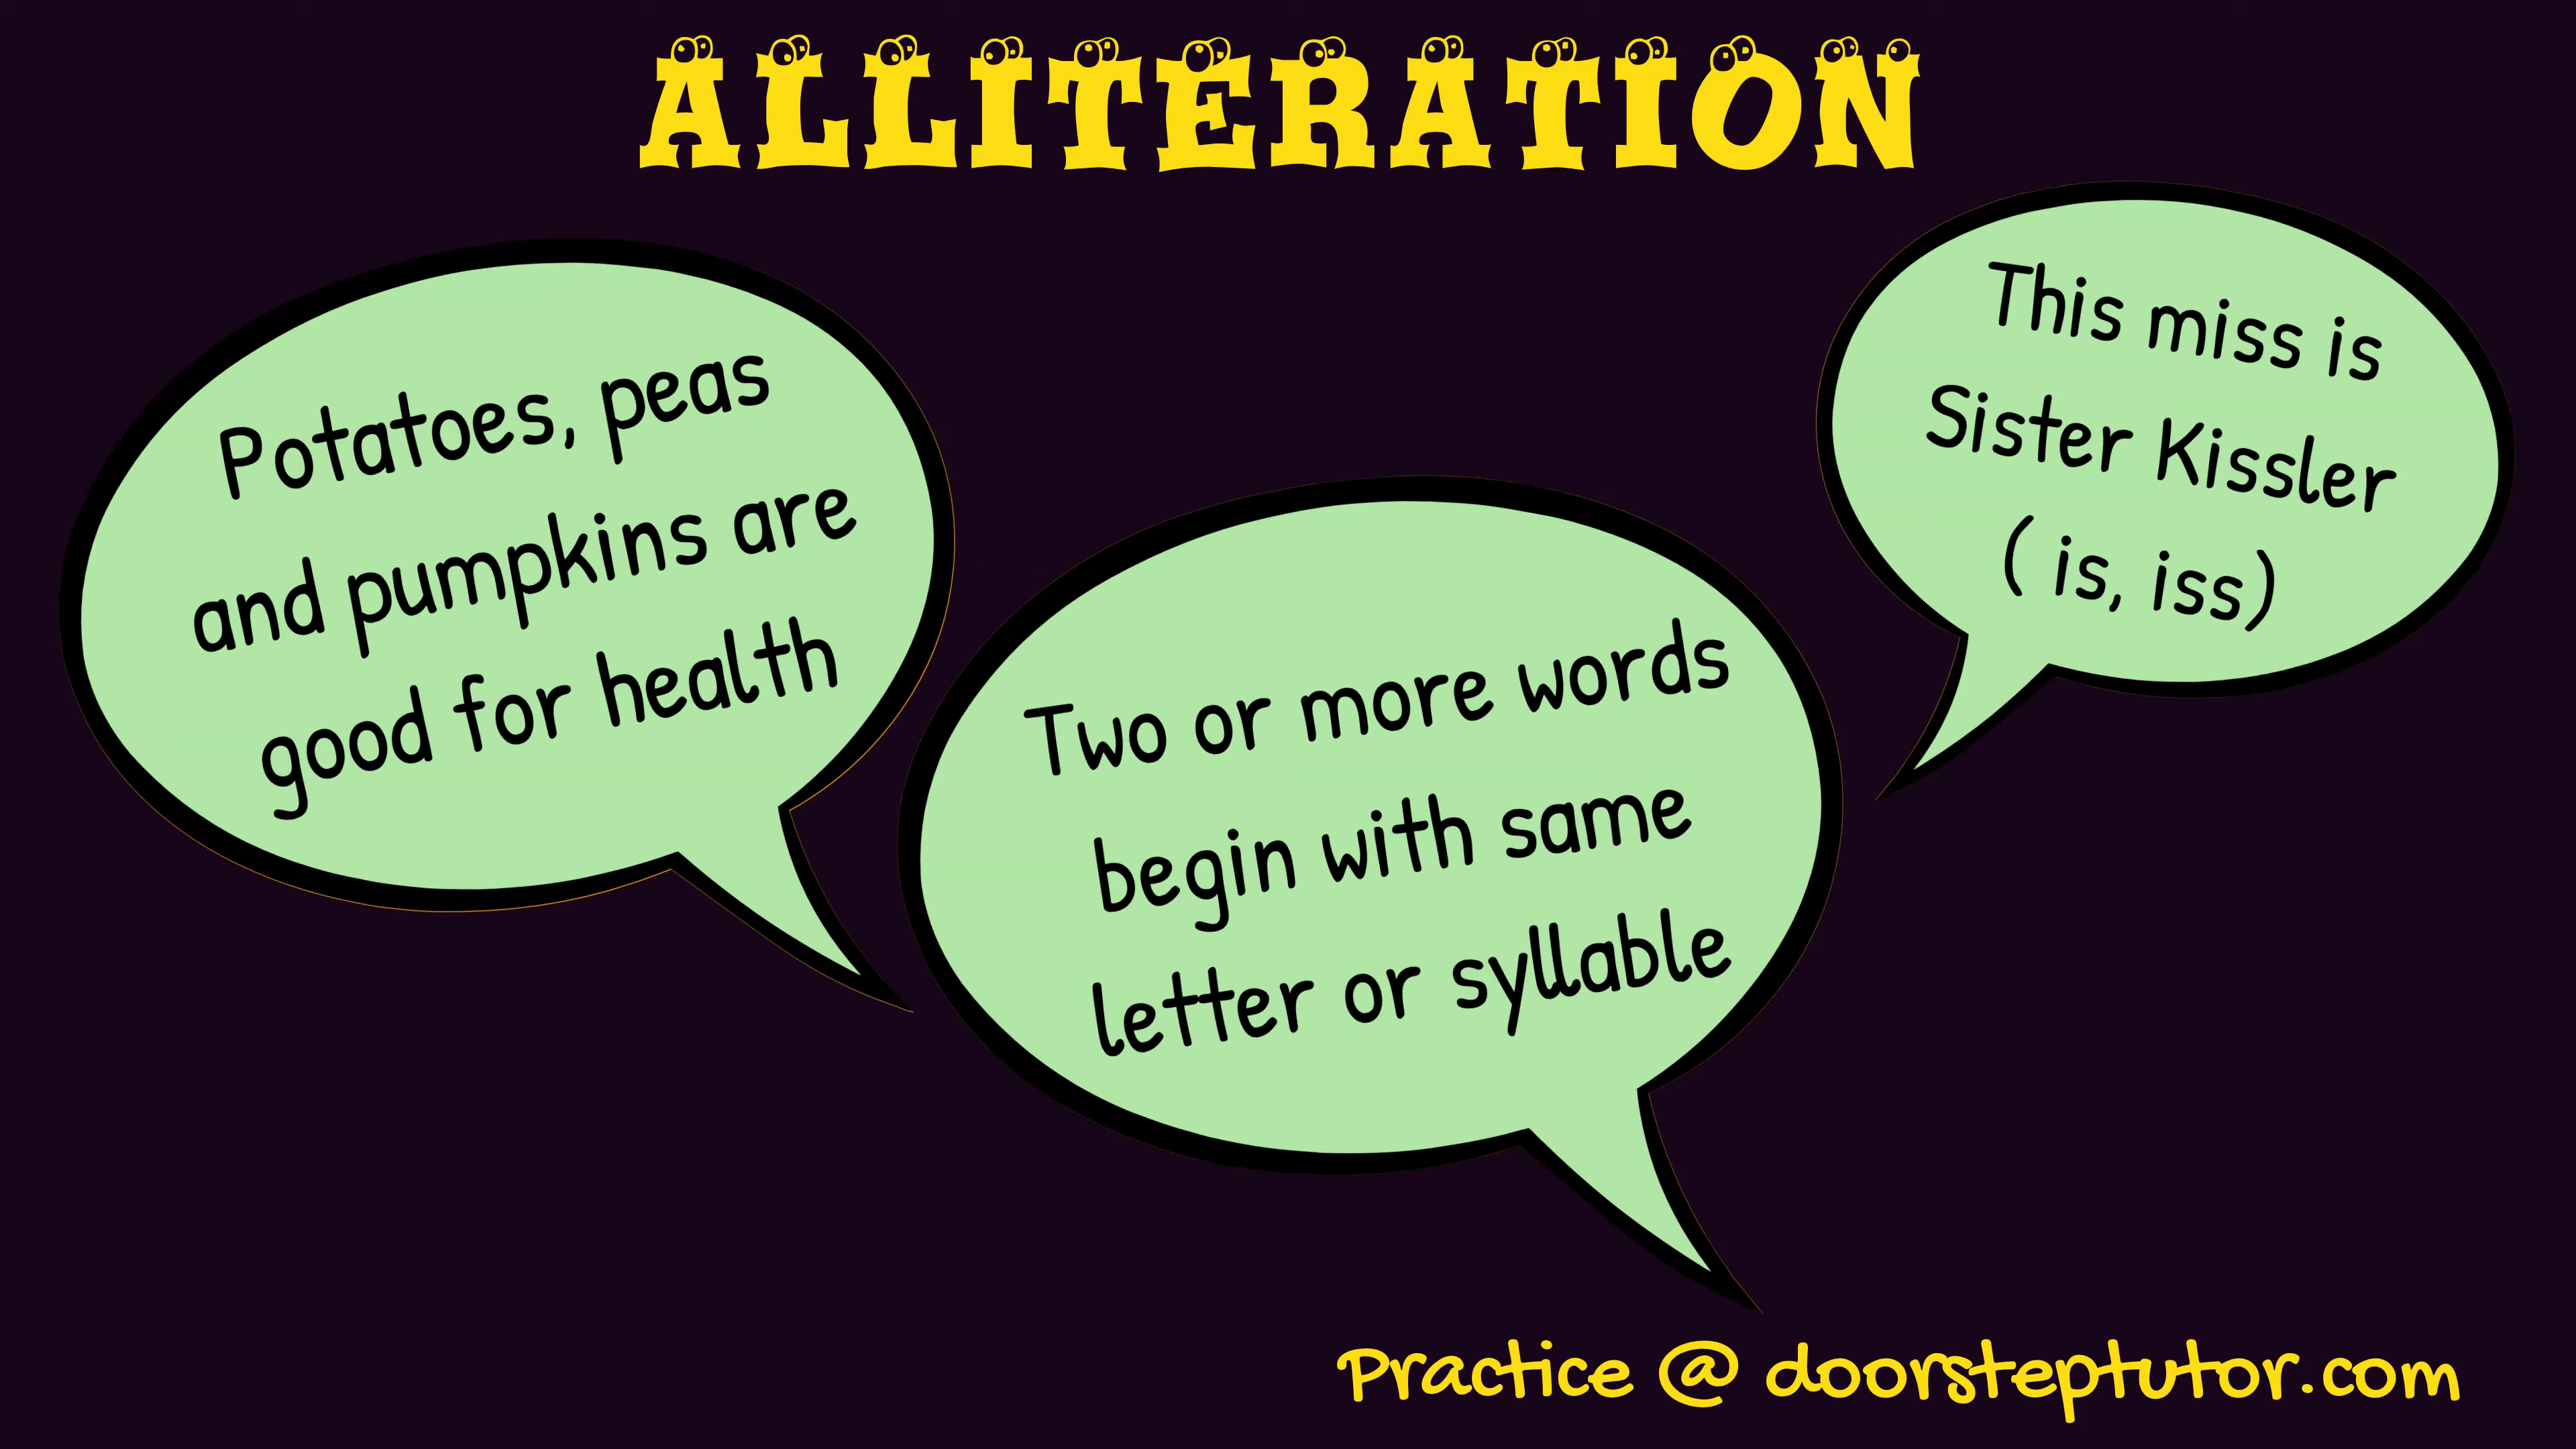 ALLITERATION
Potatoes, peas
and pumpkins are
good for health
Two or more words
begin with same
letter or syllable
This miss is
Sister Kissler
( is, iss)
Practice @ doorsteptutor.com